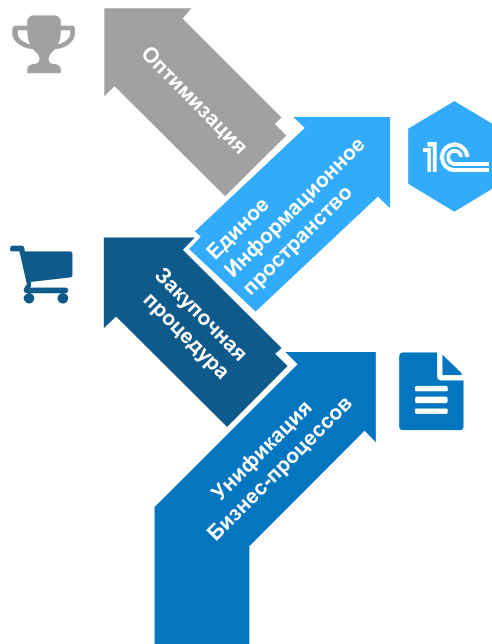 Оптимизация
Единое
Информационное
пространство
1С
Закупочная
процедура
Унификация
Бизнес-процессов